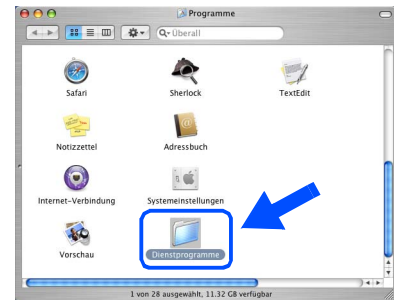 Programme
Überall
Safari
Sherlock
TextEdit
Notizzettel
Adressbuch
Internet-Verbindung
Systemeinstellungen
Vorschau
Dienstprogramme
1 von 28 ausgewählt, 11.32 GB verfügbar